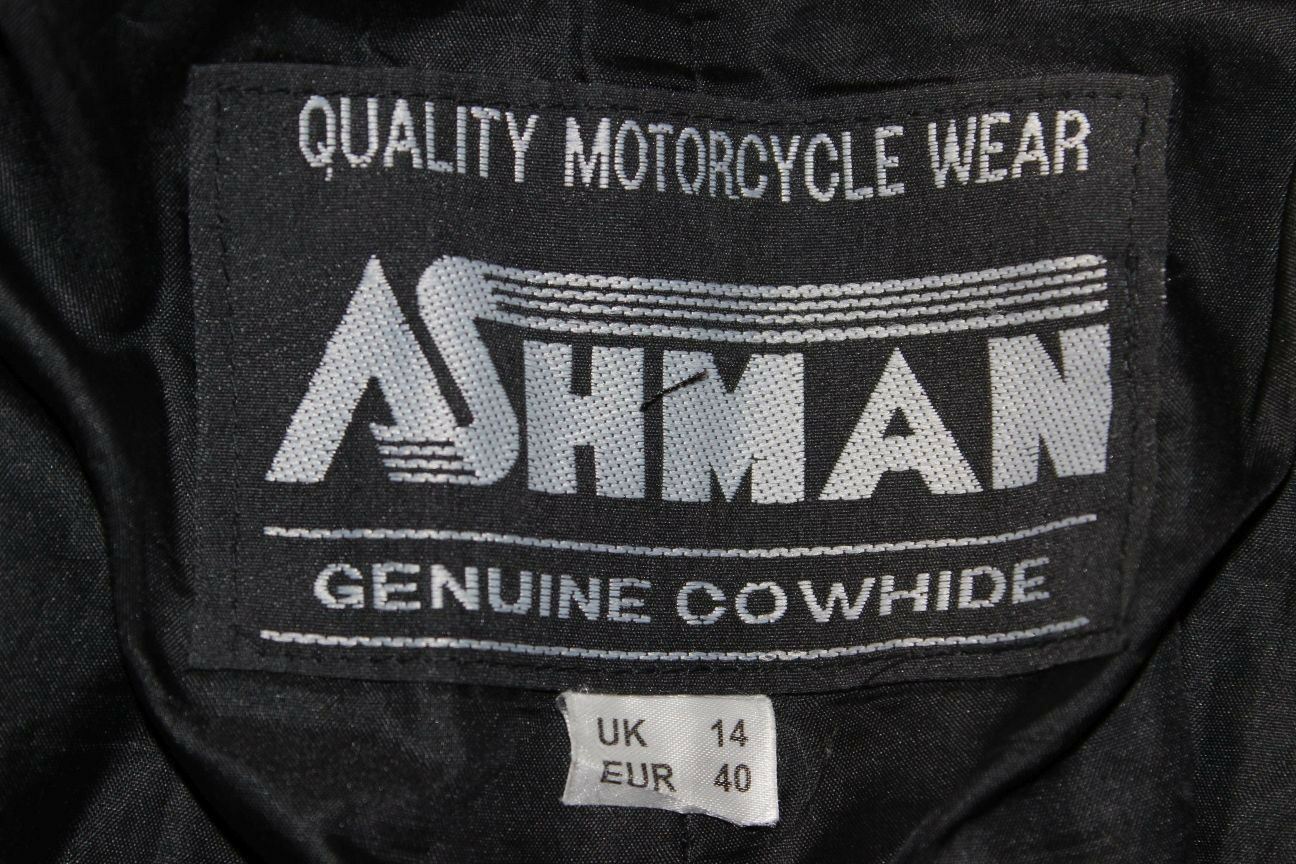 QUALITY MOTORCYCLE WEAR
ASHMAN
GENUINE COWHIDE
UK 14
EUR 40